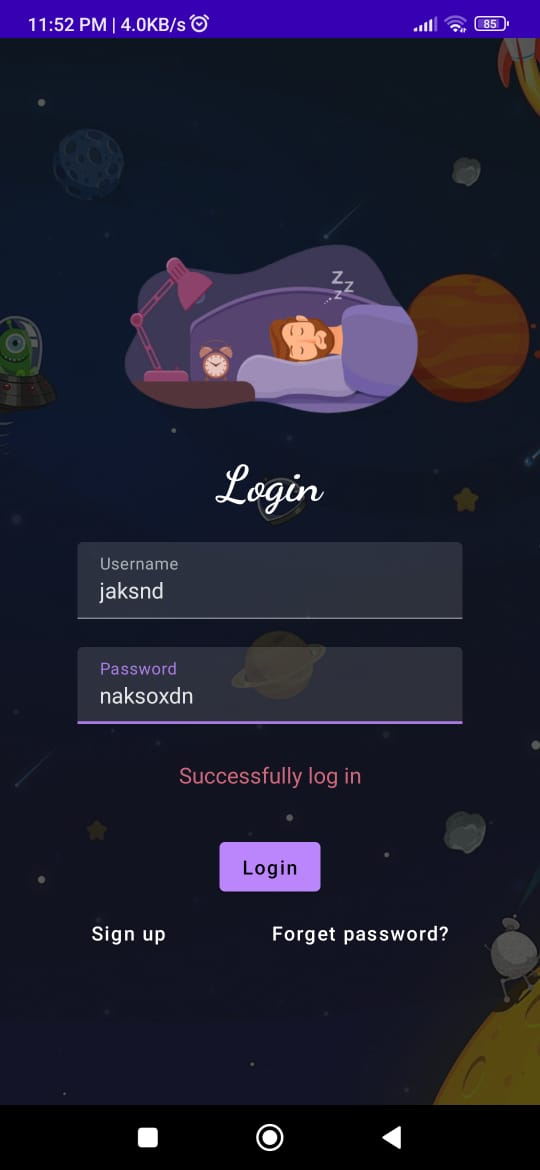 11:52 PM | 4.0KB/s
85
Z
Z
Z
Login
Username
jaksnd
Password
naksoxdn
Successfully log in
Login
Sign up Forget password?